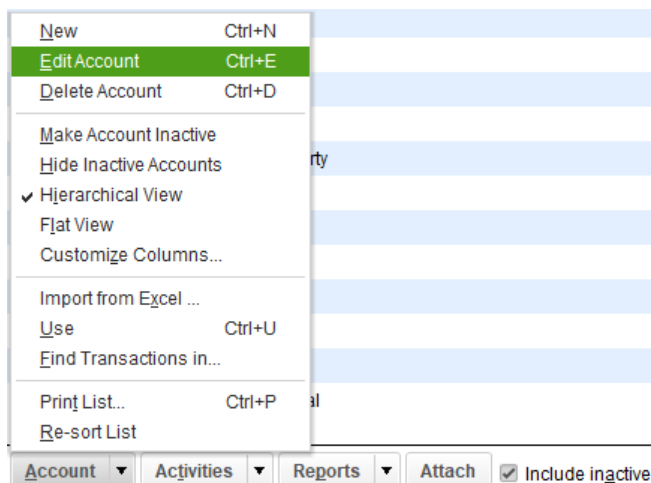 New Ctrl+N
Edit Account Ctrl+E
Delete Account Ctrl+D
Make Account Inactive
Hide Inactive Accounts
rty
Hierarchical View
Flat View
Customize Columns...
Import from Excel ...
Use Ctrl+U
Find Transactions in...
Print List... Ctrl+P
al
Re-sort List
Account Activities Reports Attach Include inactive